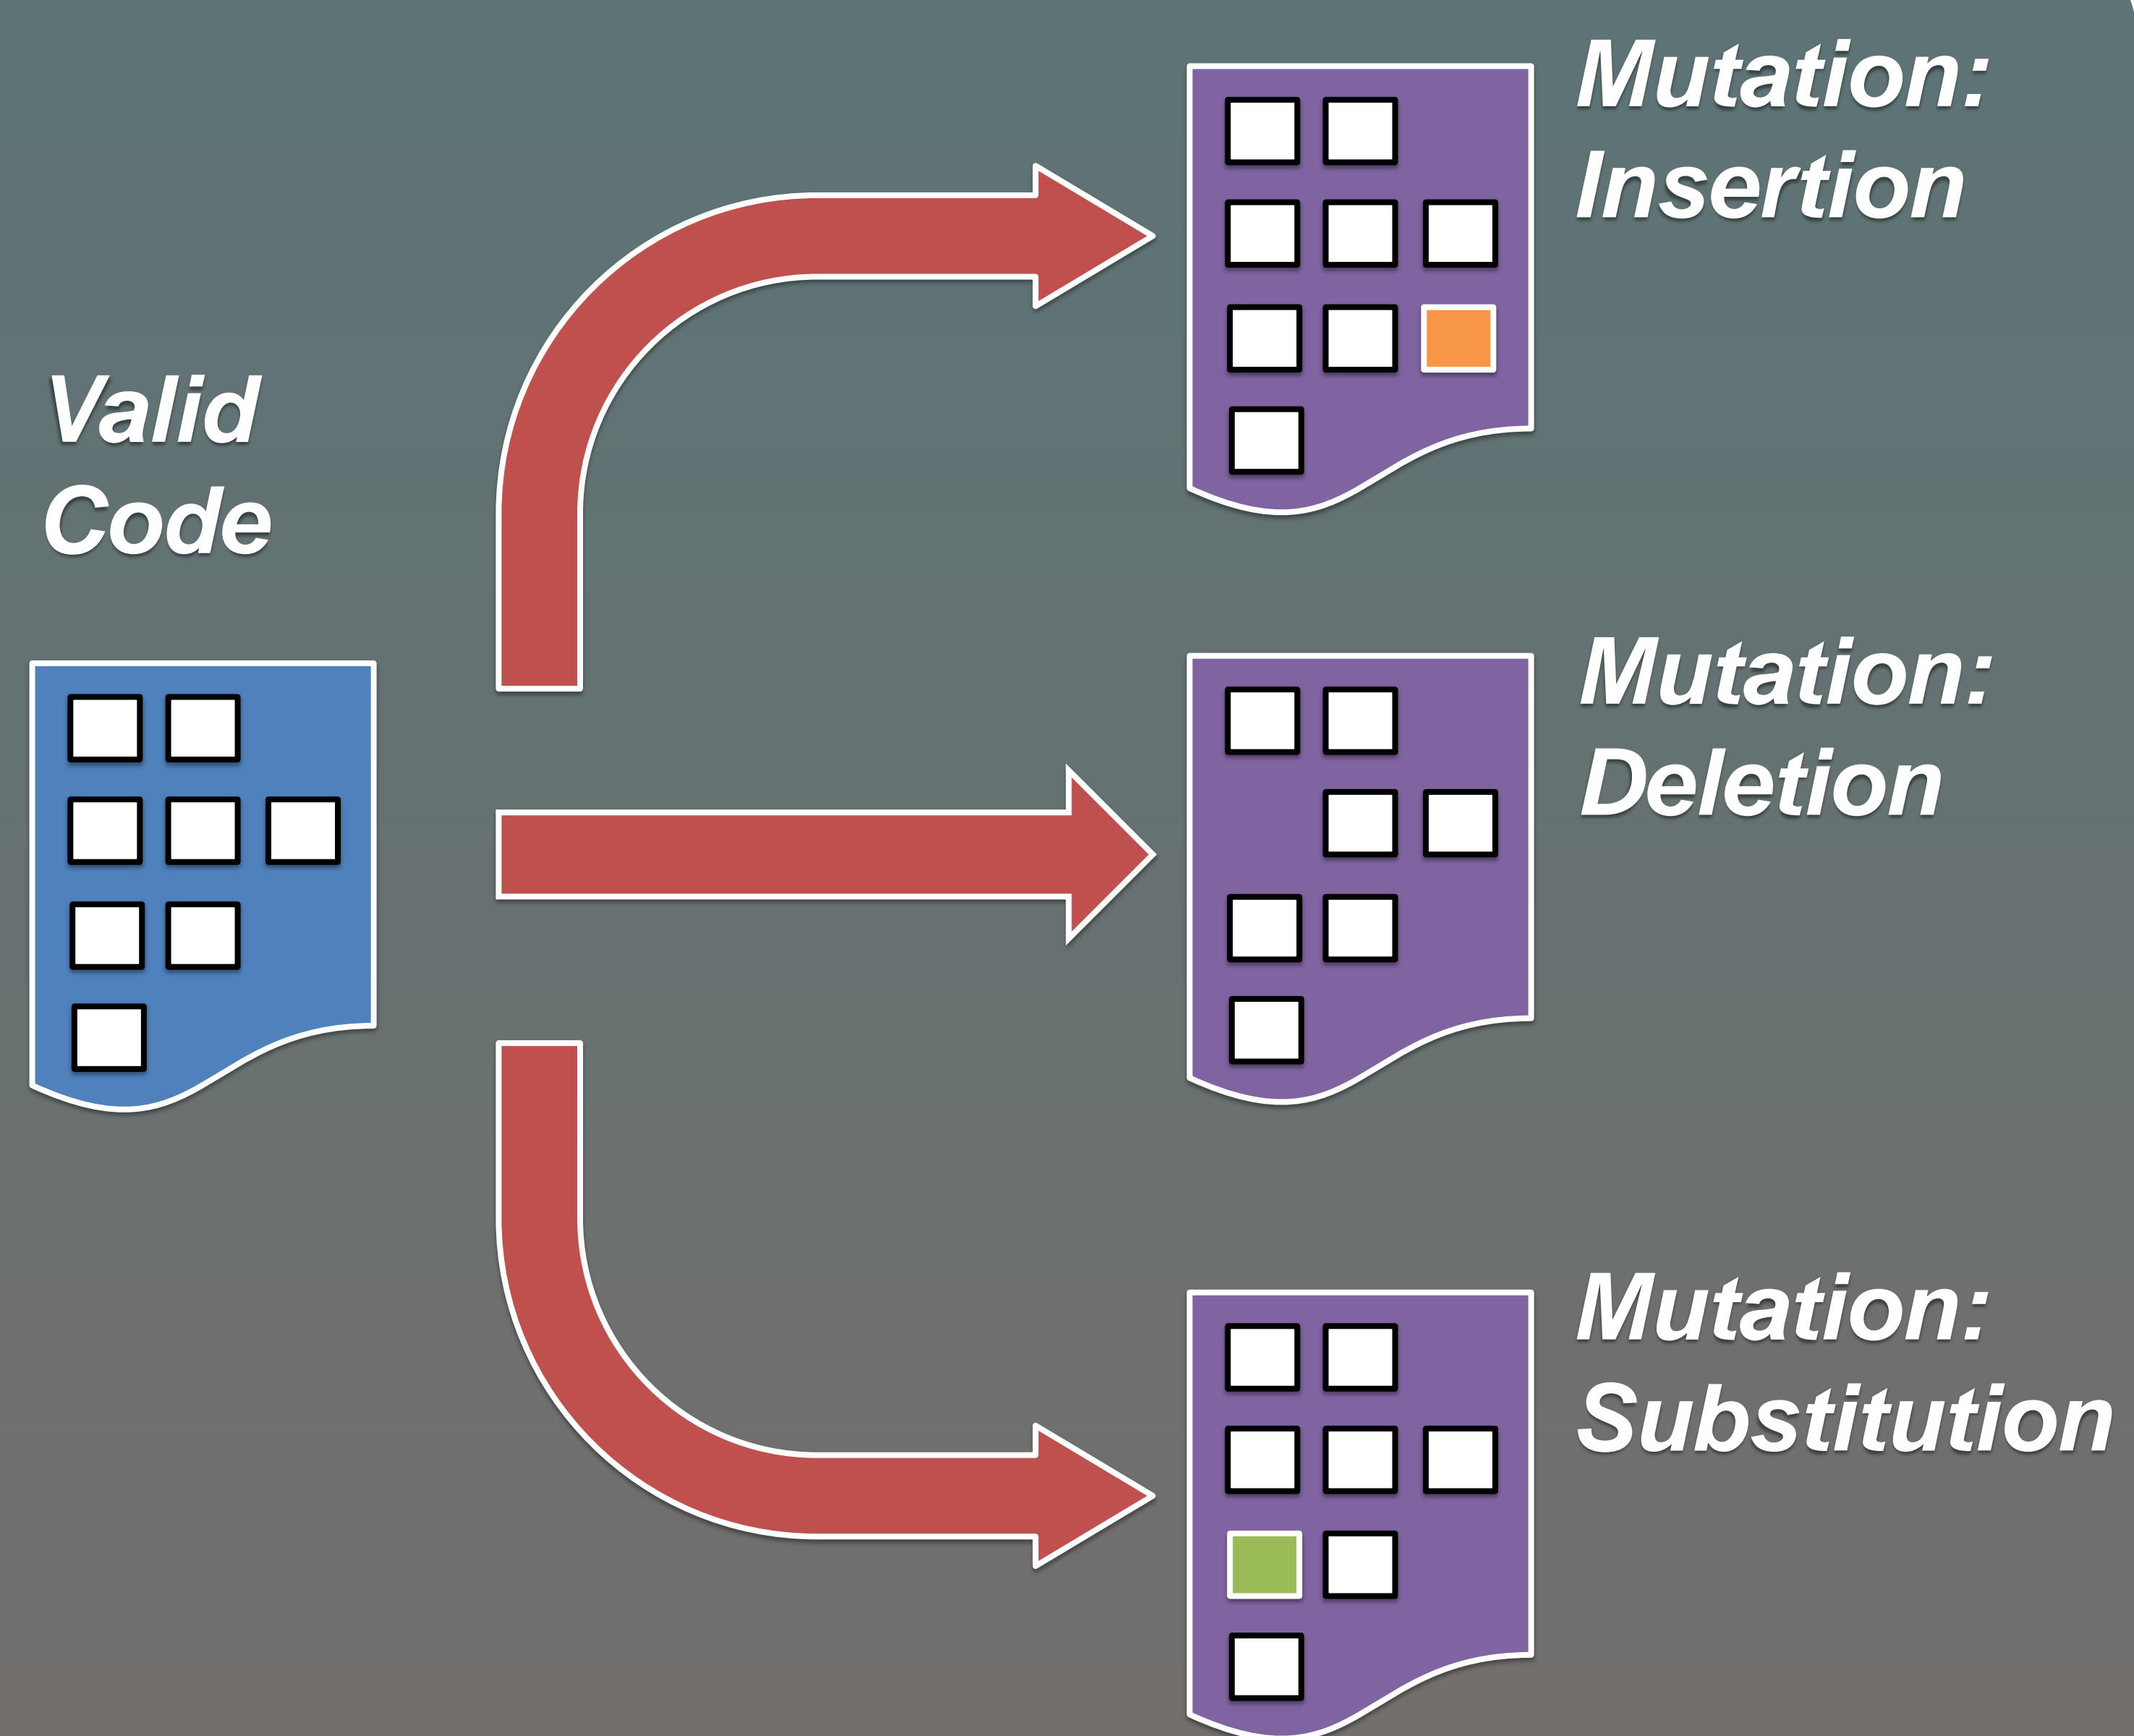 Valid
Code
Mutation:
Insertion
Mutation:
Deletion
Mutation:
Substitution